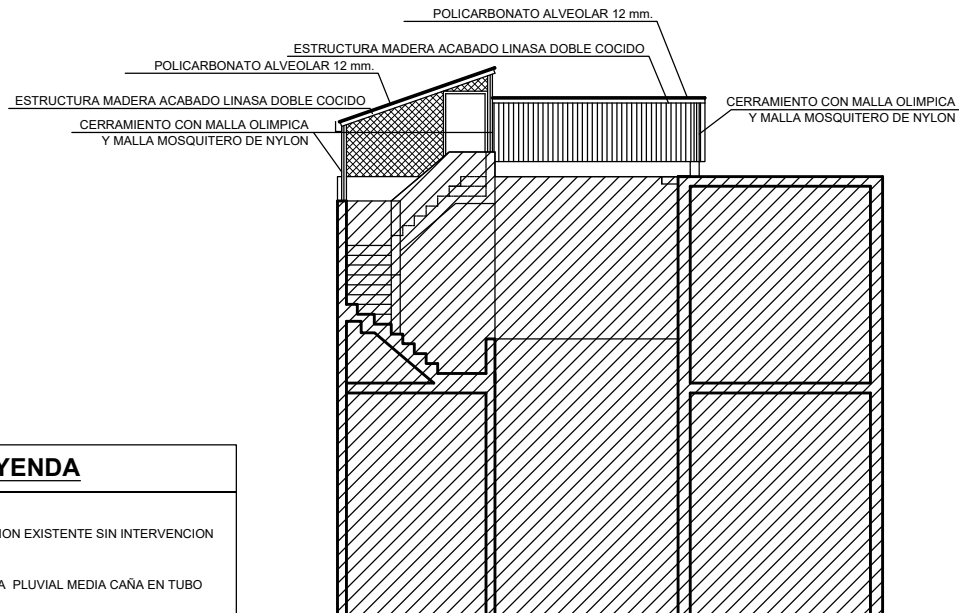 POLICARBONATO ALVEOLAR 12 mm.
ESTRUCTURA MADERA ACABADO LINASA DOBLE COCIDO
POLICARBONATO ALVEOLAR 12 mm.
ESTRUCTURA MADERA ACABADO LINASA DOBLE COCIDO
CERRAMIENTO CON MALLA OLIMPICA
Y MALLA MOSQUITERO DE NYLON
CERRAMIENTO CON MALLA OLIMPICA
Y MALLA MOSQUITERO DE NYLON
YENDA
ION EXISTENTE SIN INTERVENCION
A PLUVIAL MEDIA CAÑA EN TUBO